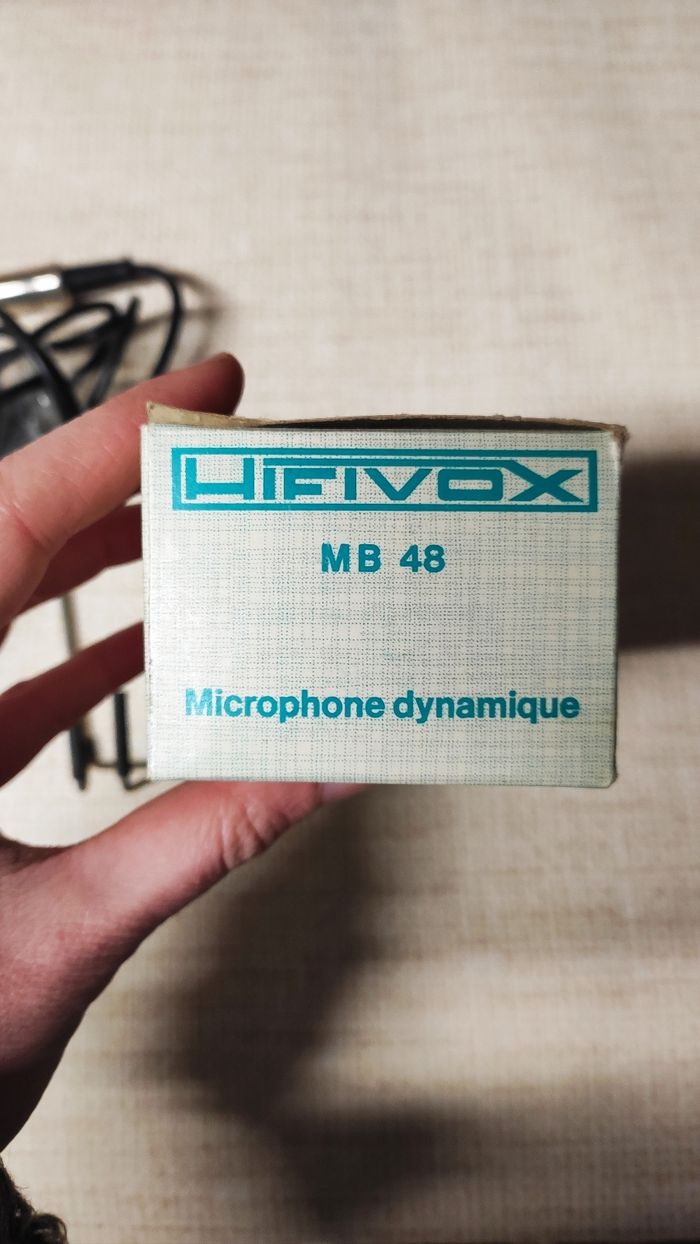 HIFIVOX
MB 48
Microphone dynamique